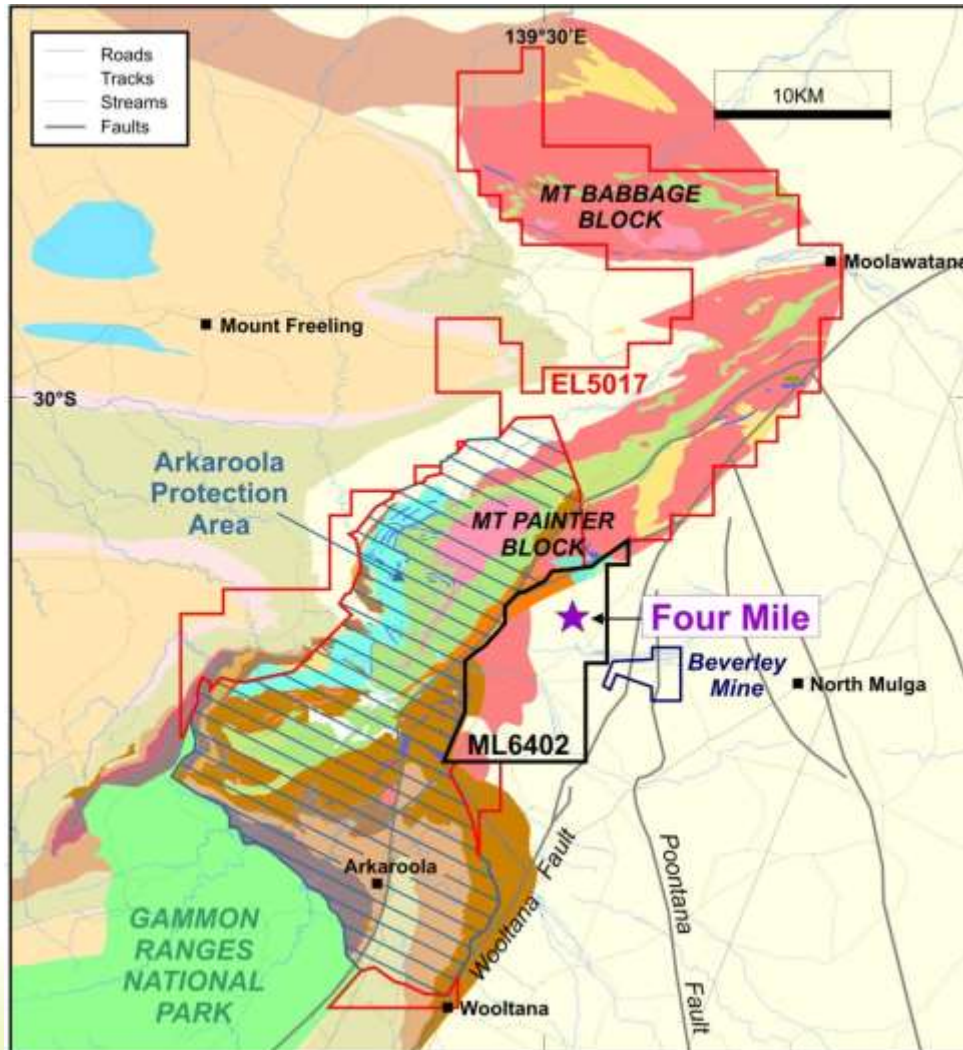 Roads
Tracks
Streams
Faults
139°30'E
10KM
MT BABBAGE
BLOCK
Moolawatana
Mount Freeling
EL5017
30°S
Arkaroola
Protection
Area
MT PAINTER
BLOCK
Four Mile
Beverley
Mine
North Mulga
ML6402
Arkaroola
Wooltana Fault
Poontana Fault
GAMMON
RANGES
NATIONAL
PARK
Wooltana